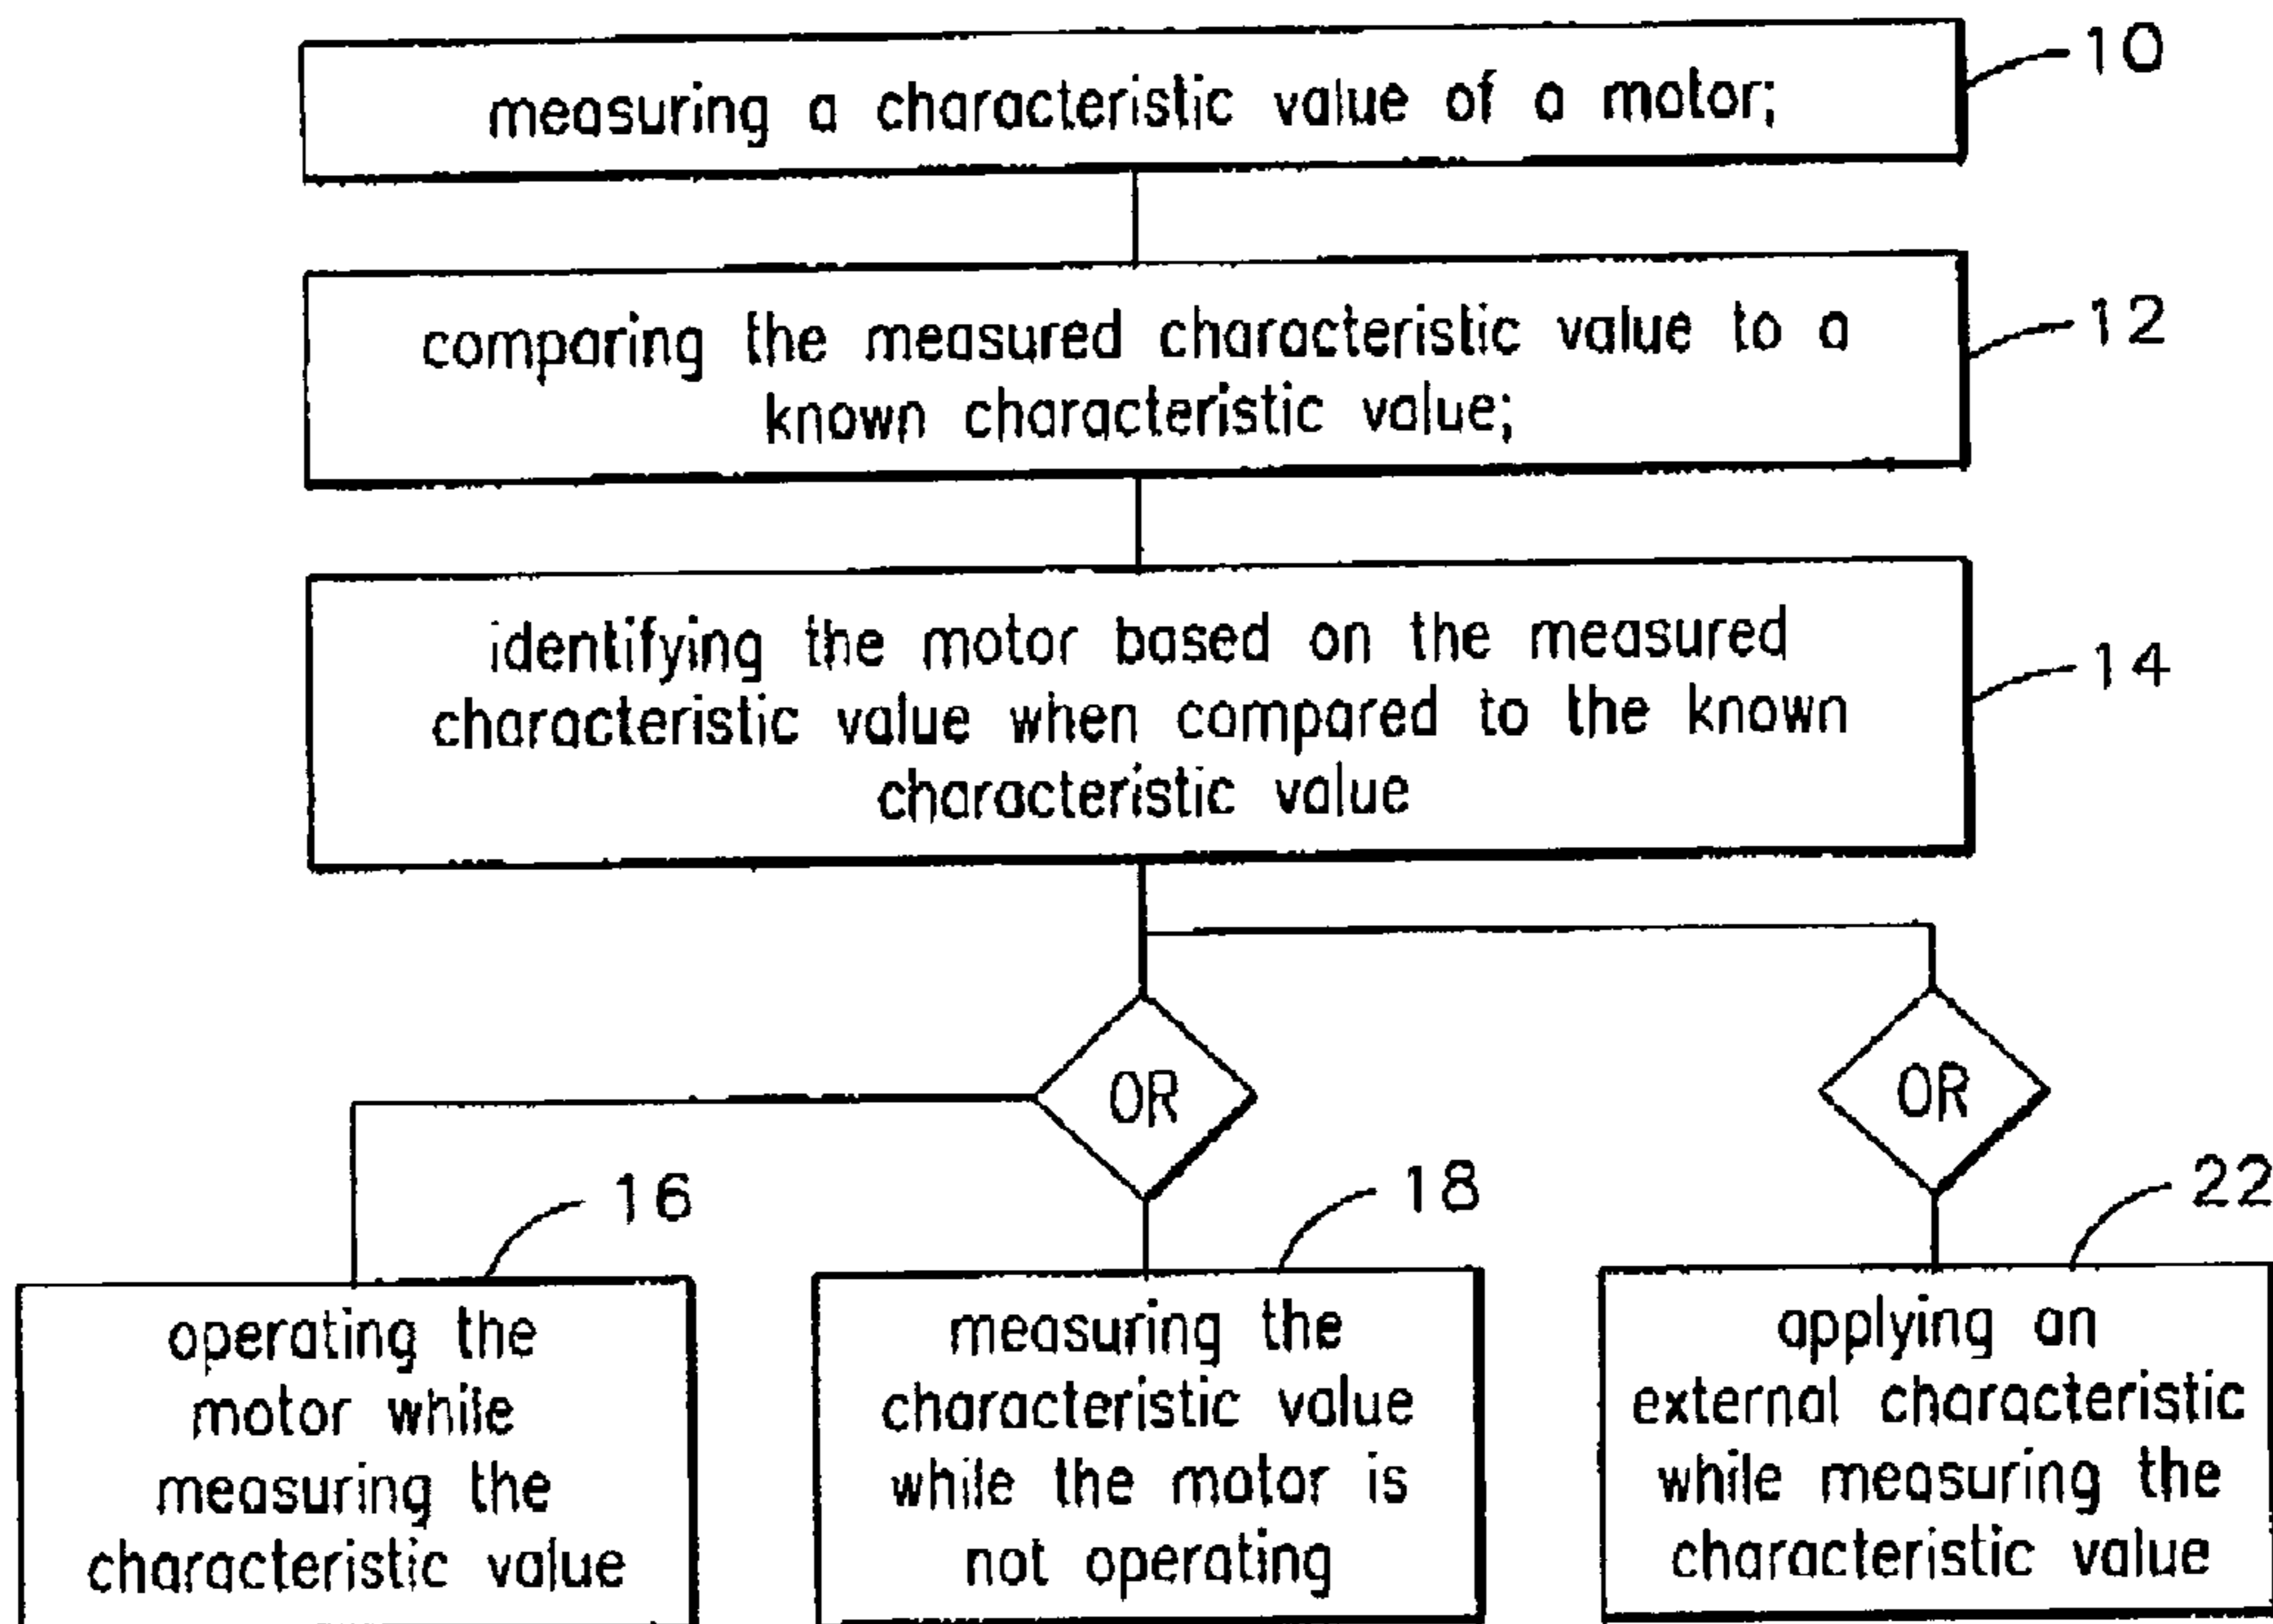 measuring a characteristic value of a motor;
10
comparing the measured characteristic value to a
known characteristic value;
12
identifying the motor based on the measured
characteristic value when compared to the known
characteristic value
14
OR
OR
16
operating the
motor while
measuring the
characteristic value
18
measuring the
characteristic value
while the motor is
not operating
22
applying an
external characteristic
while measuring the
characteristic value